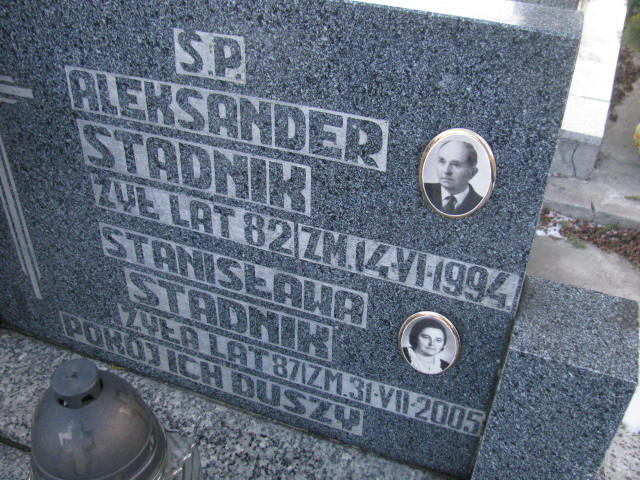 Ś.P.
ALEKSANDER
STADNIK
ŻYŁ LAT 82 ZM.14.VI.1994
STANISŁAWA
STADNIK
ŻYŁA LAT 87 ZM.31-VII-2005
POKÓJ ICH DUSZY